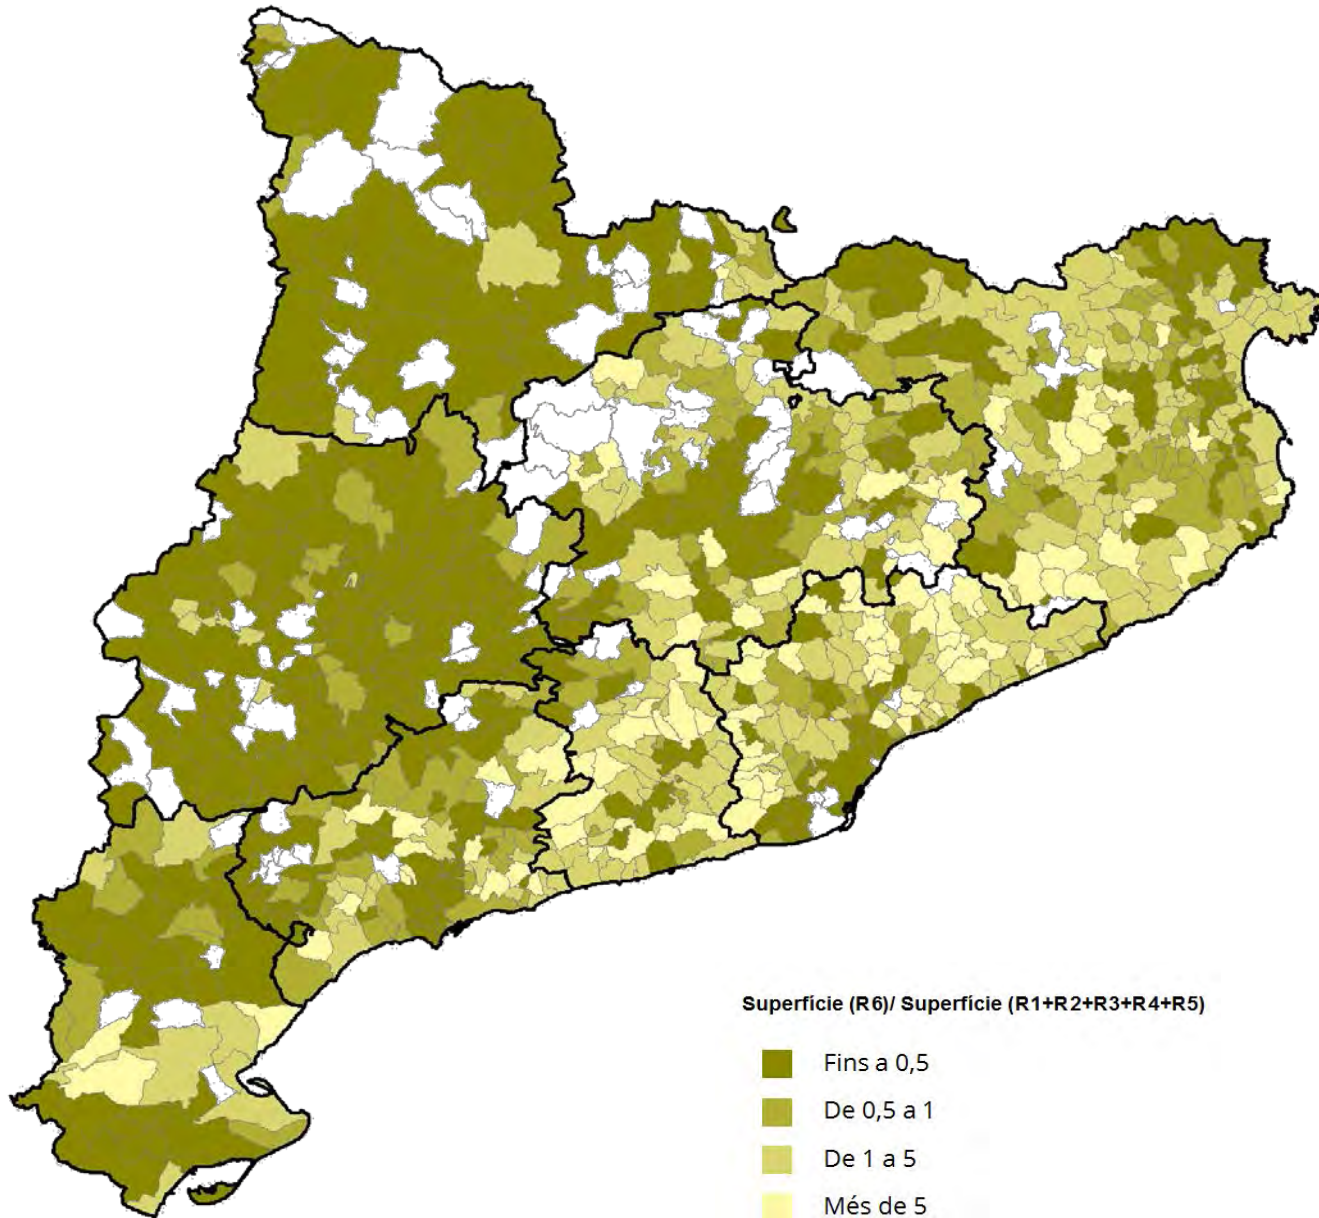 Superfície (R6)/ Superfície (R1+R2+R3+R4+R5)
Fins a 0,5
De 0,5 a 1
De 1 a 5
Més de 5